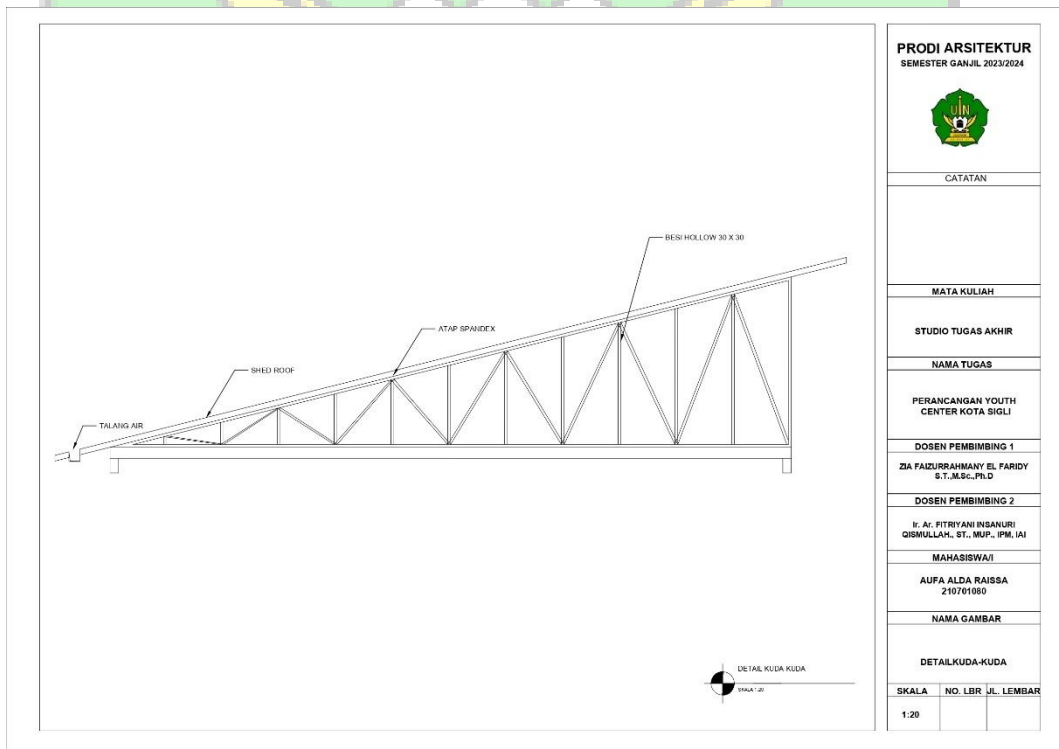 BESI HOLLOW 30 X 30
ATAP SPANDEX
SHED ROOF
TALANG AIR
DETAIL KUDA KUDA
SKALA 1:20
PRODI ARSITEKTUR
SEMESTER GANJIL 2023/2024
UIN
CATATAN
MATA KULIAH
STUDIO TUGAS AKHIR
NAMA TUGAS
PERANCANGAN YOUTH
CENTER KOTA SIGLI
DOSEN PEMBIMBING 1
ZIA FAIZURRAHMANY EL FARIDY
S.T.,M.Sc.,Ph.D
DOSEN PEMBIMBING 2
Ir. Ar. FITRIYANI INSANURI
QISMULLAH., ST., MUP., IPM, IAI
MAHASISWA/I
AUFA ALDA RAISSA
210701080
NAMA GAMBAR
DETAILKUDA-KUDA
SKALA NO. LBR JL. LEMBAR
1:20